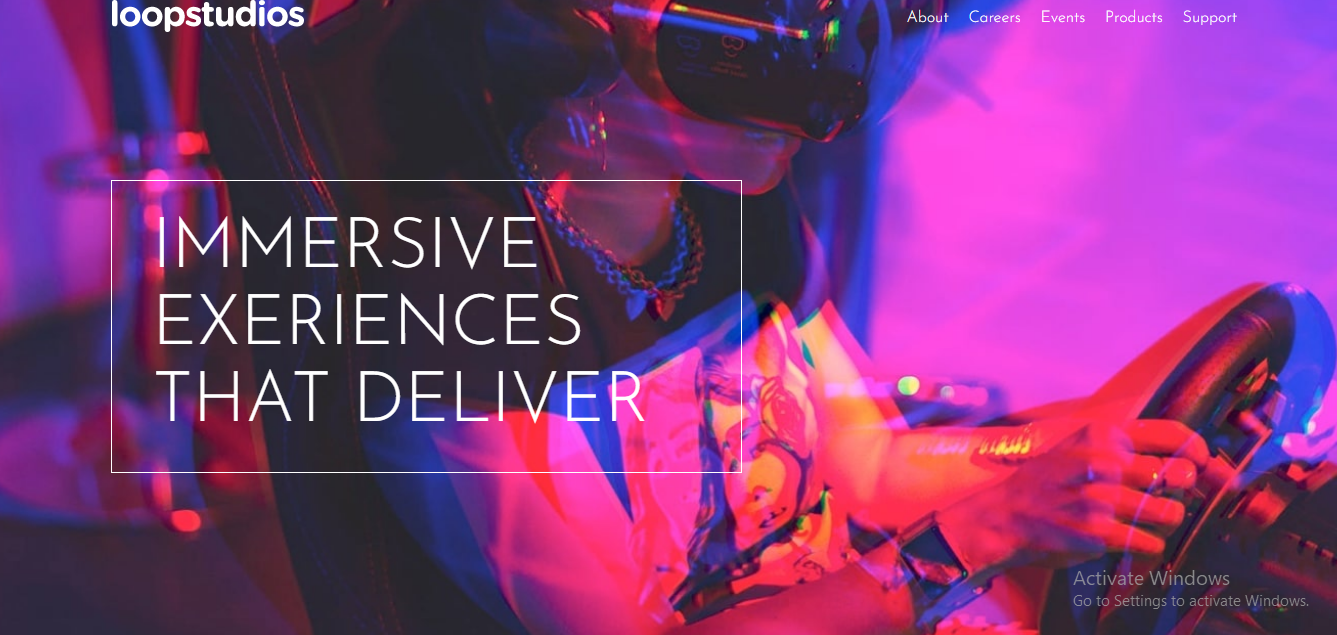 loopstudios
About Careers Events Products Support
IMMERSIVE
EXERIENCES
THAT DELIVER
Activate Windows
Go to Settings to activate Windows.